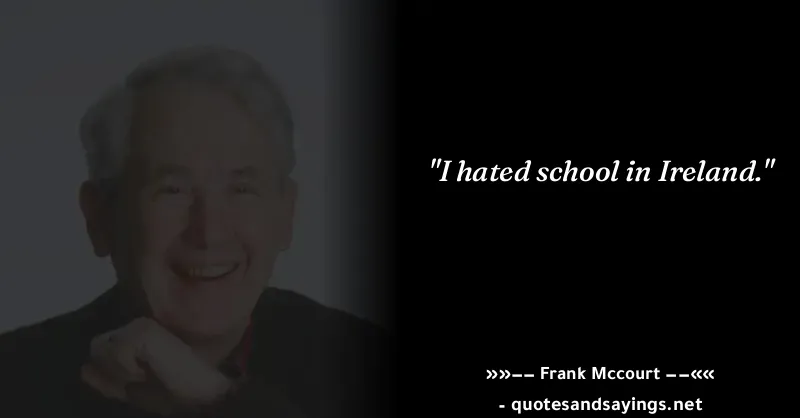 "I hated school in Ireland."
»»−− Frank Mccourt −−««
- quotesandsayings.net